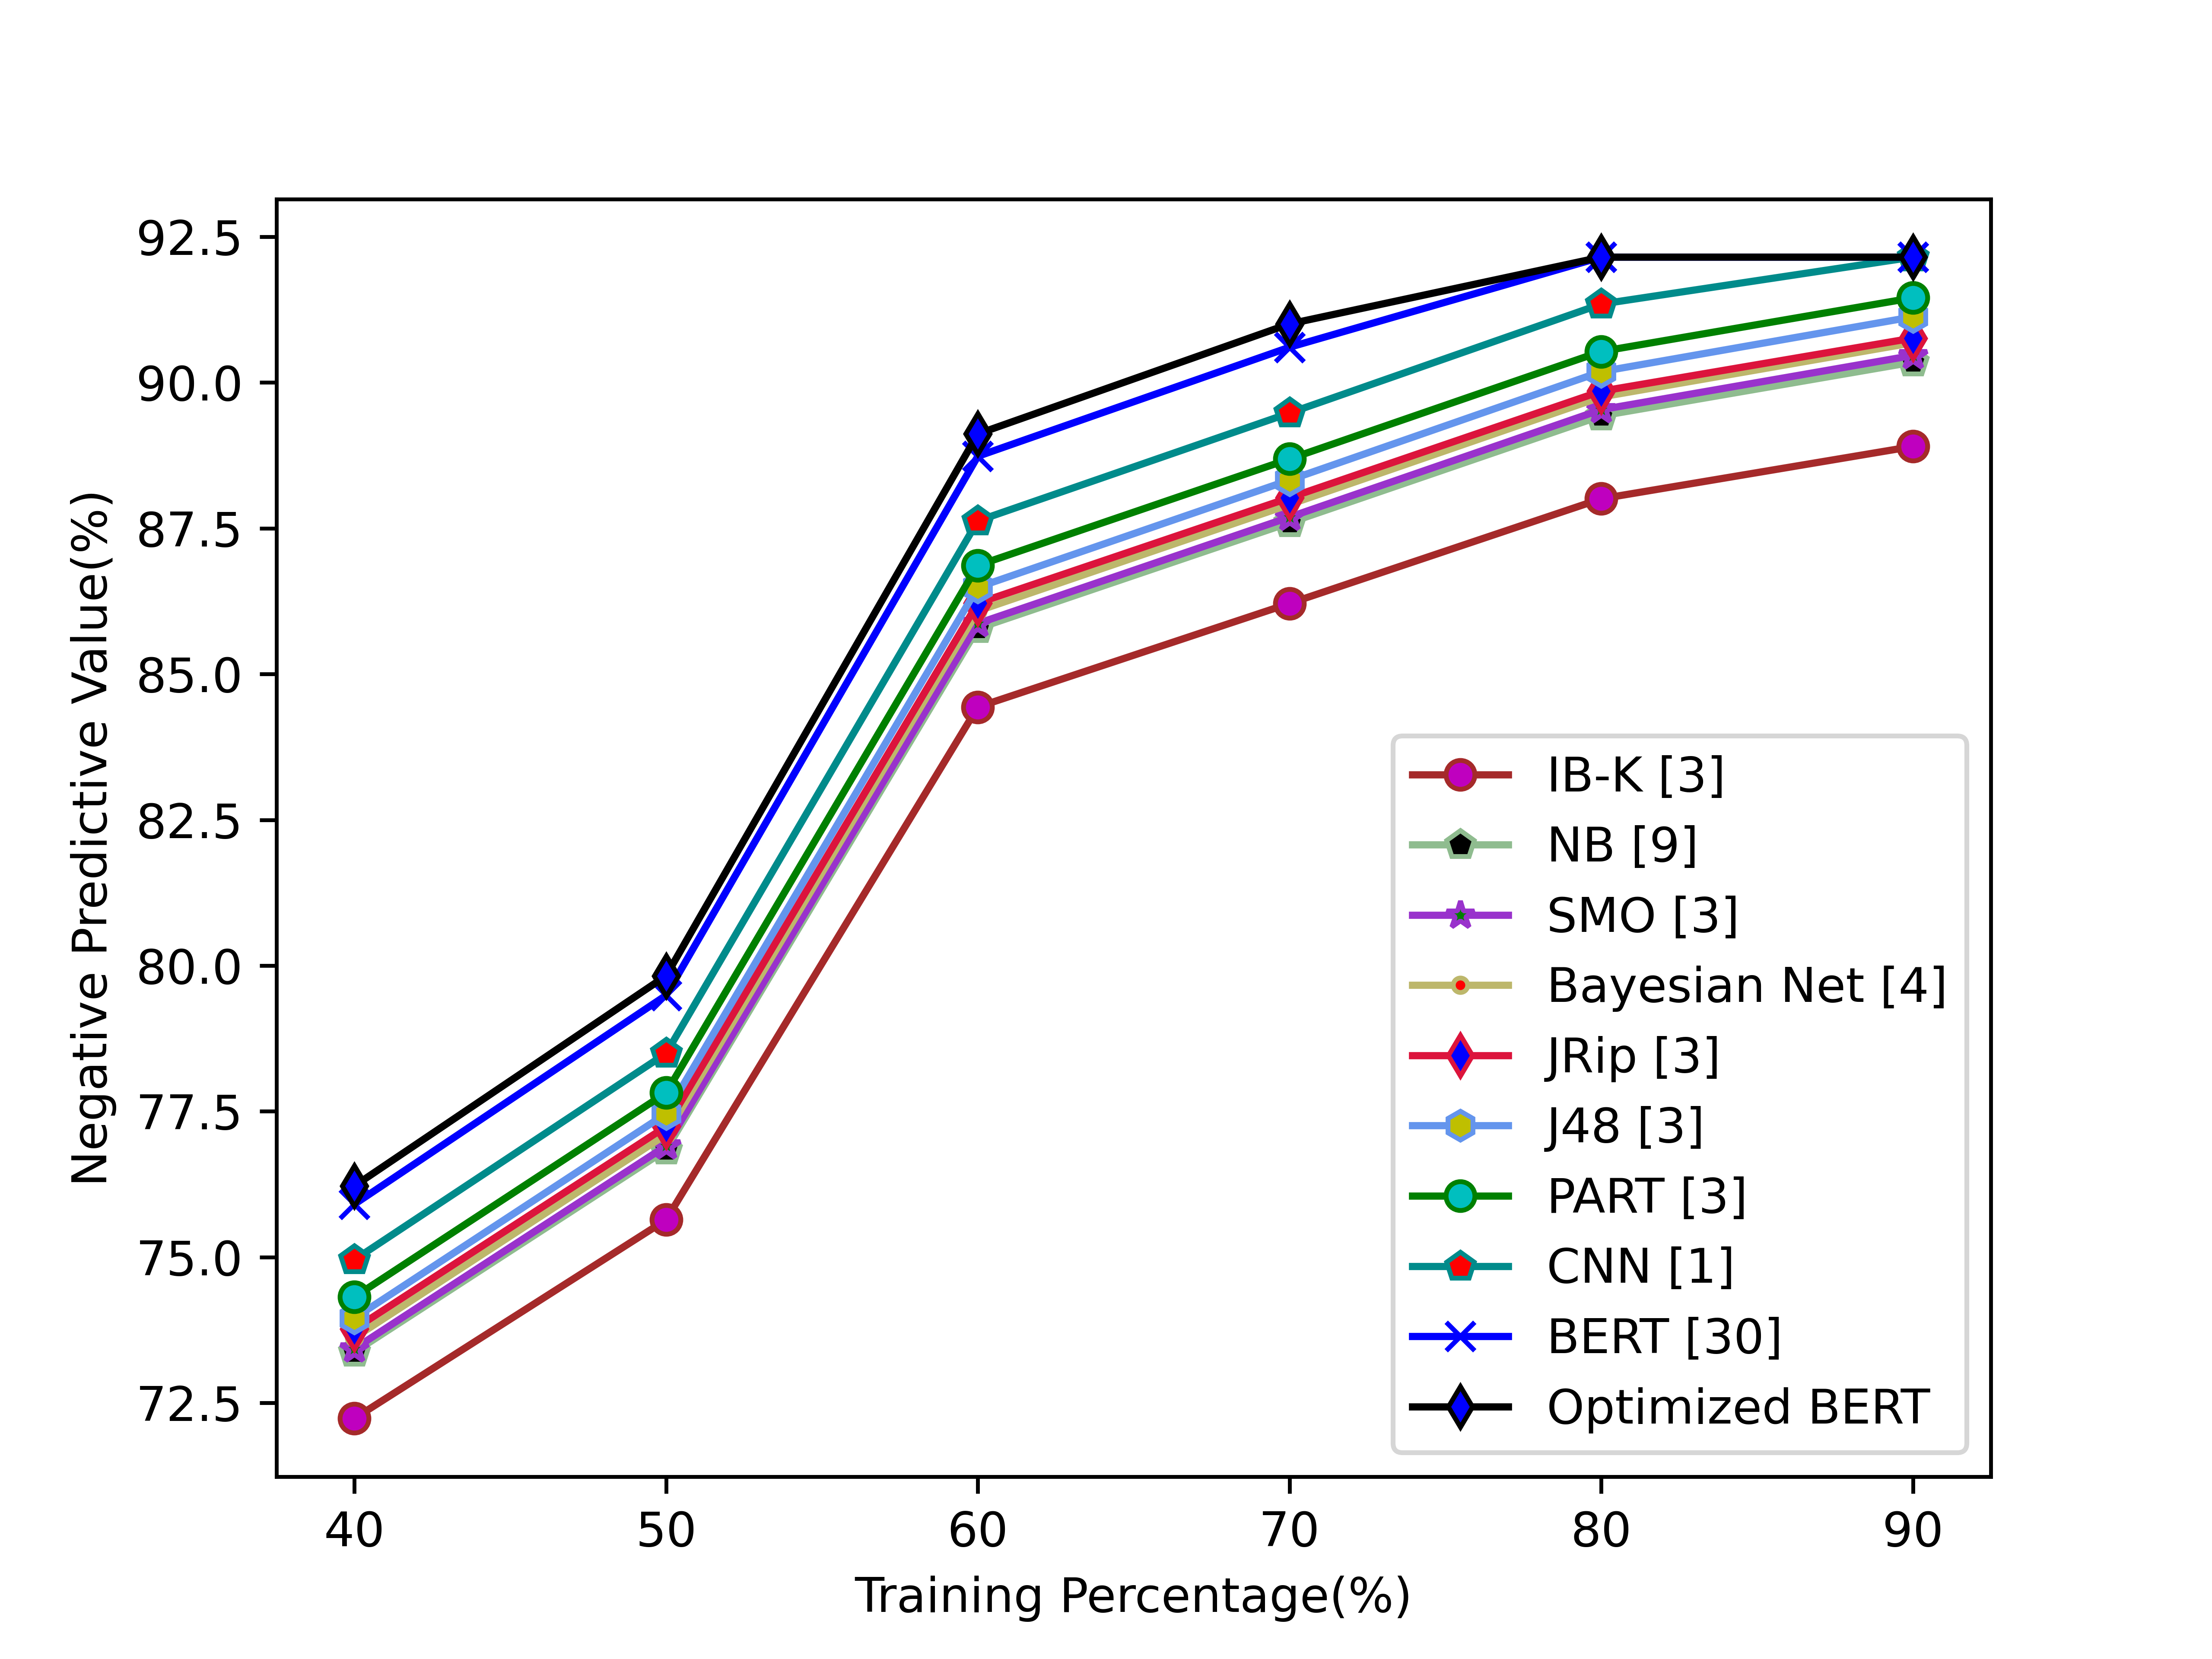 92.5
90.0
87.5
85.0
82.5
80.0
77.5
75.0
72.5
Negative Predictive Value(%)
IB-K [3]
NB [9]
SMO [3]
Bayesian Net [4]
JRip [3]
J48 [3]
PART [3]
CNN [1]
BERT [30]
Optimized BERT
40 50 60 70 80 90
Training Percentage(%)